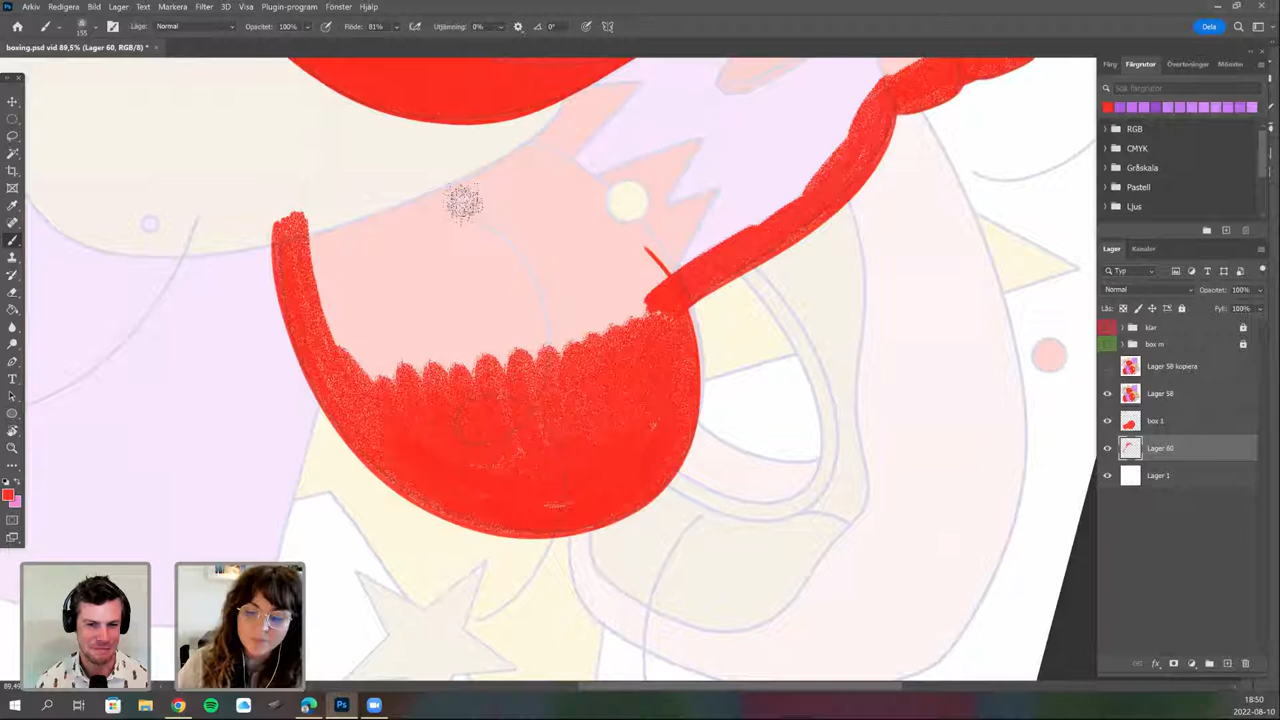 Arkiv Redigera Bild Lager Text Markera Filter 3D Visa Plugin-program Fönster Hjälp
155 Läge: Normal Opacitet: 100% Flöde: 81% Utjämning: 0% 0° Dela
boxing.psd vid 89,5% (Lager 60, RGB/8) *
Färg Färgrutor Övertoningar Mönster
Sök färgrutor
RGB
CMYK
Gråskala
Pastell
Ljus
Lager Kanaler
Typ
Normal Opacitet: 100%
Lås: Fyll: 100%
klar
box m
Lager 58 kopiera
Lager 58
box 1
Lager 60
Lager 1
fx
Ps
18:50
2022-08-10